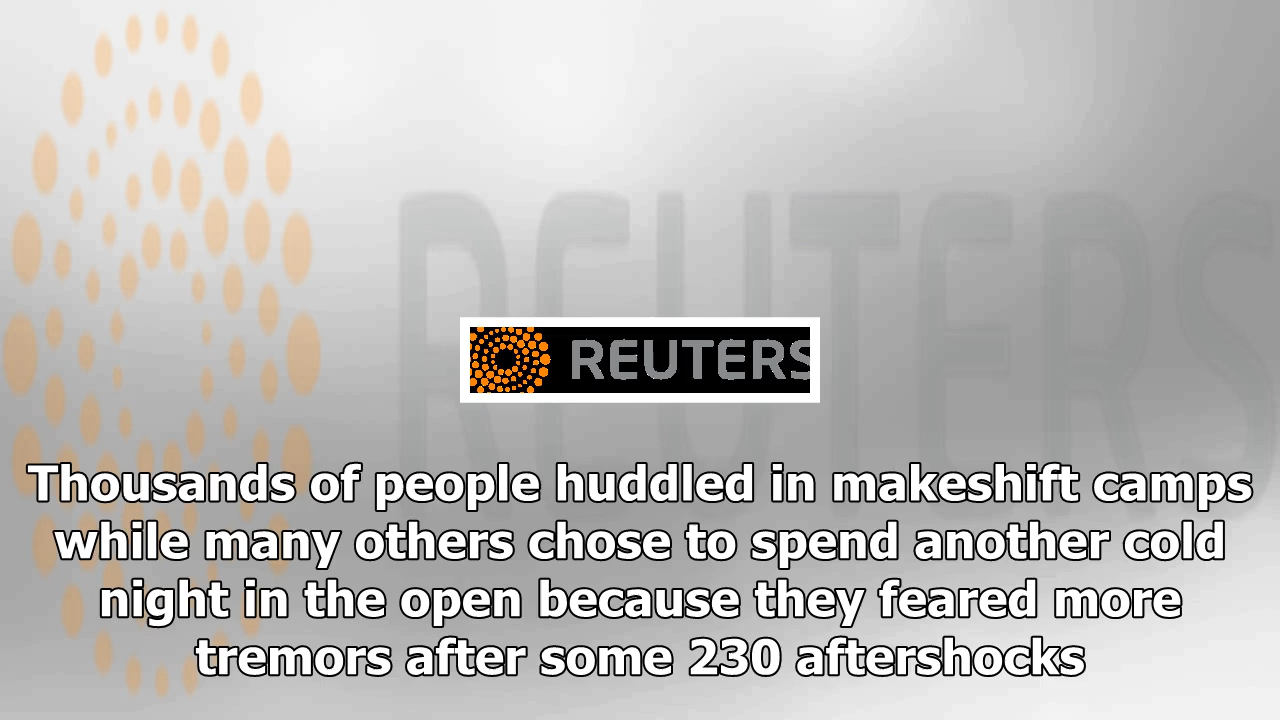 REUTERS
REUTERS
Thousands of people huddled in makeshift camps
while many others chose to spend another cold
night in the open because they feared more
tremors after some 230 aftershocks